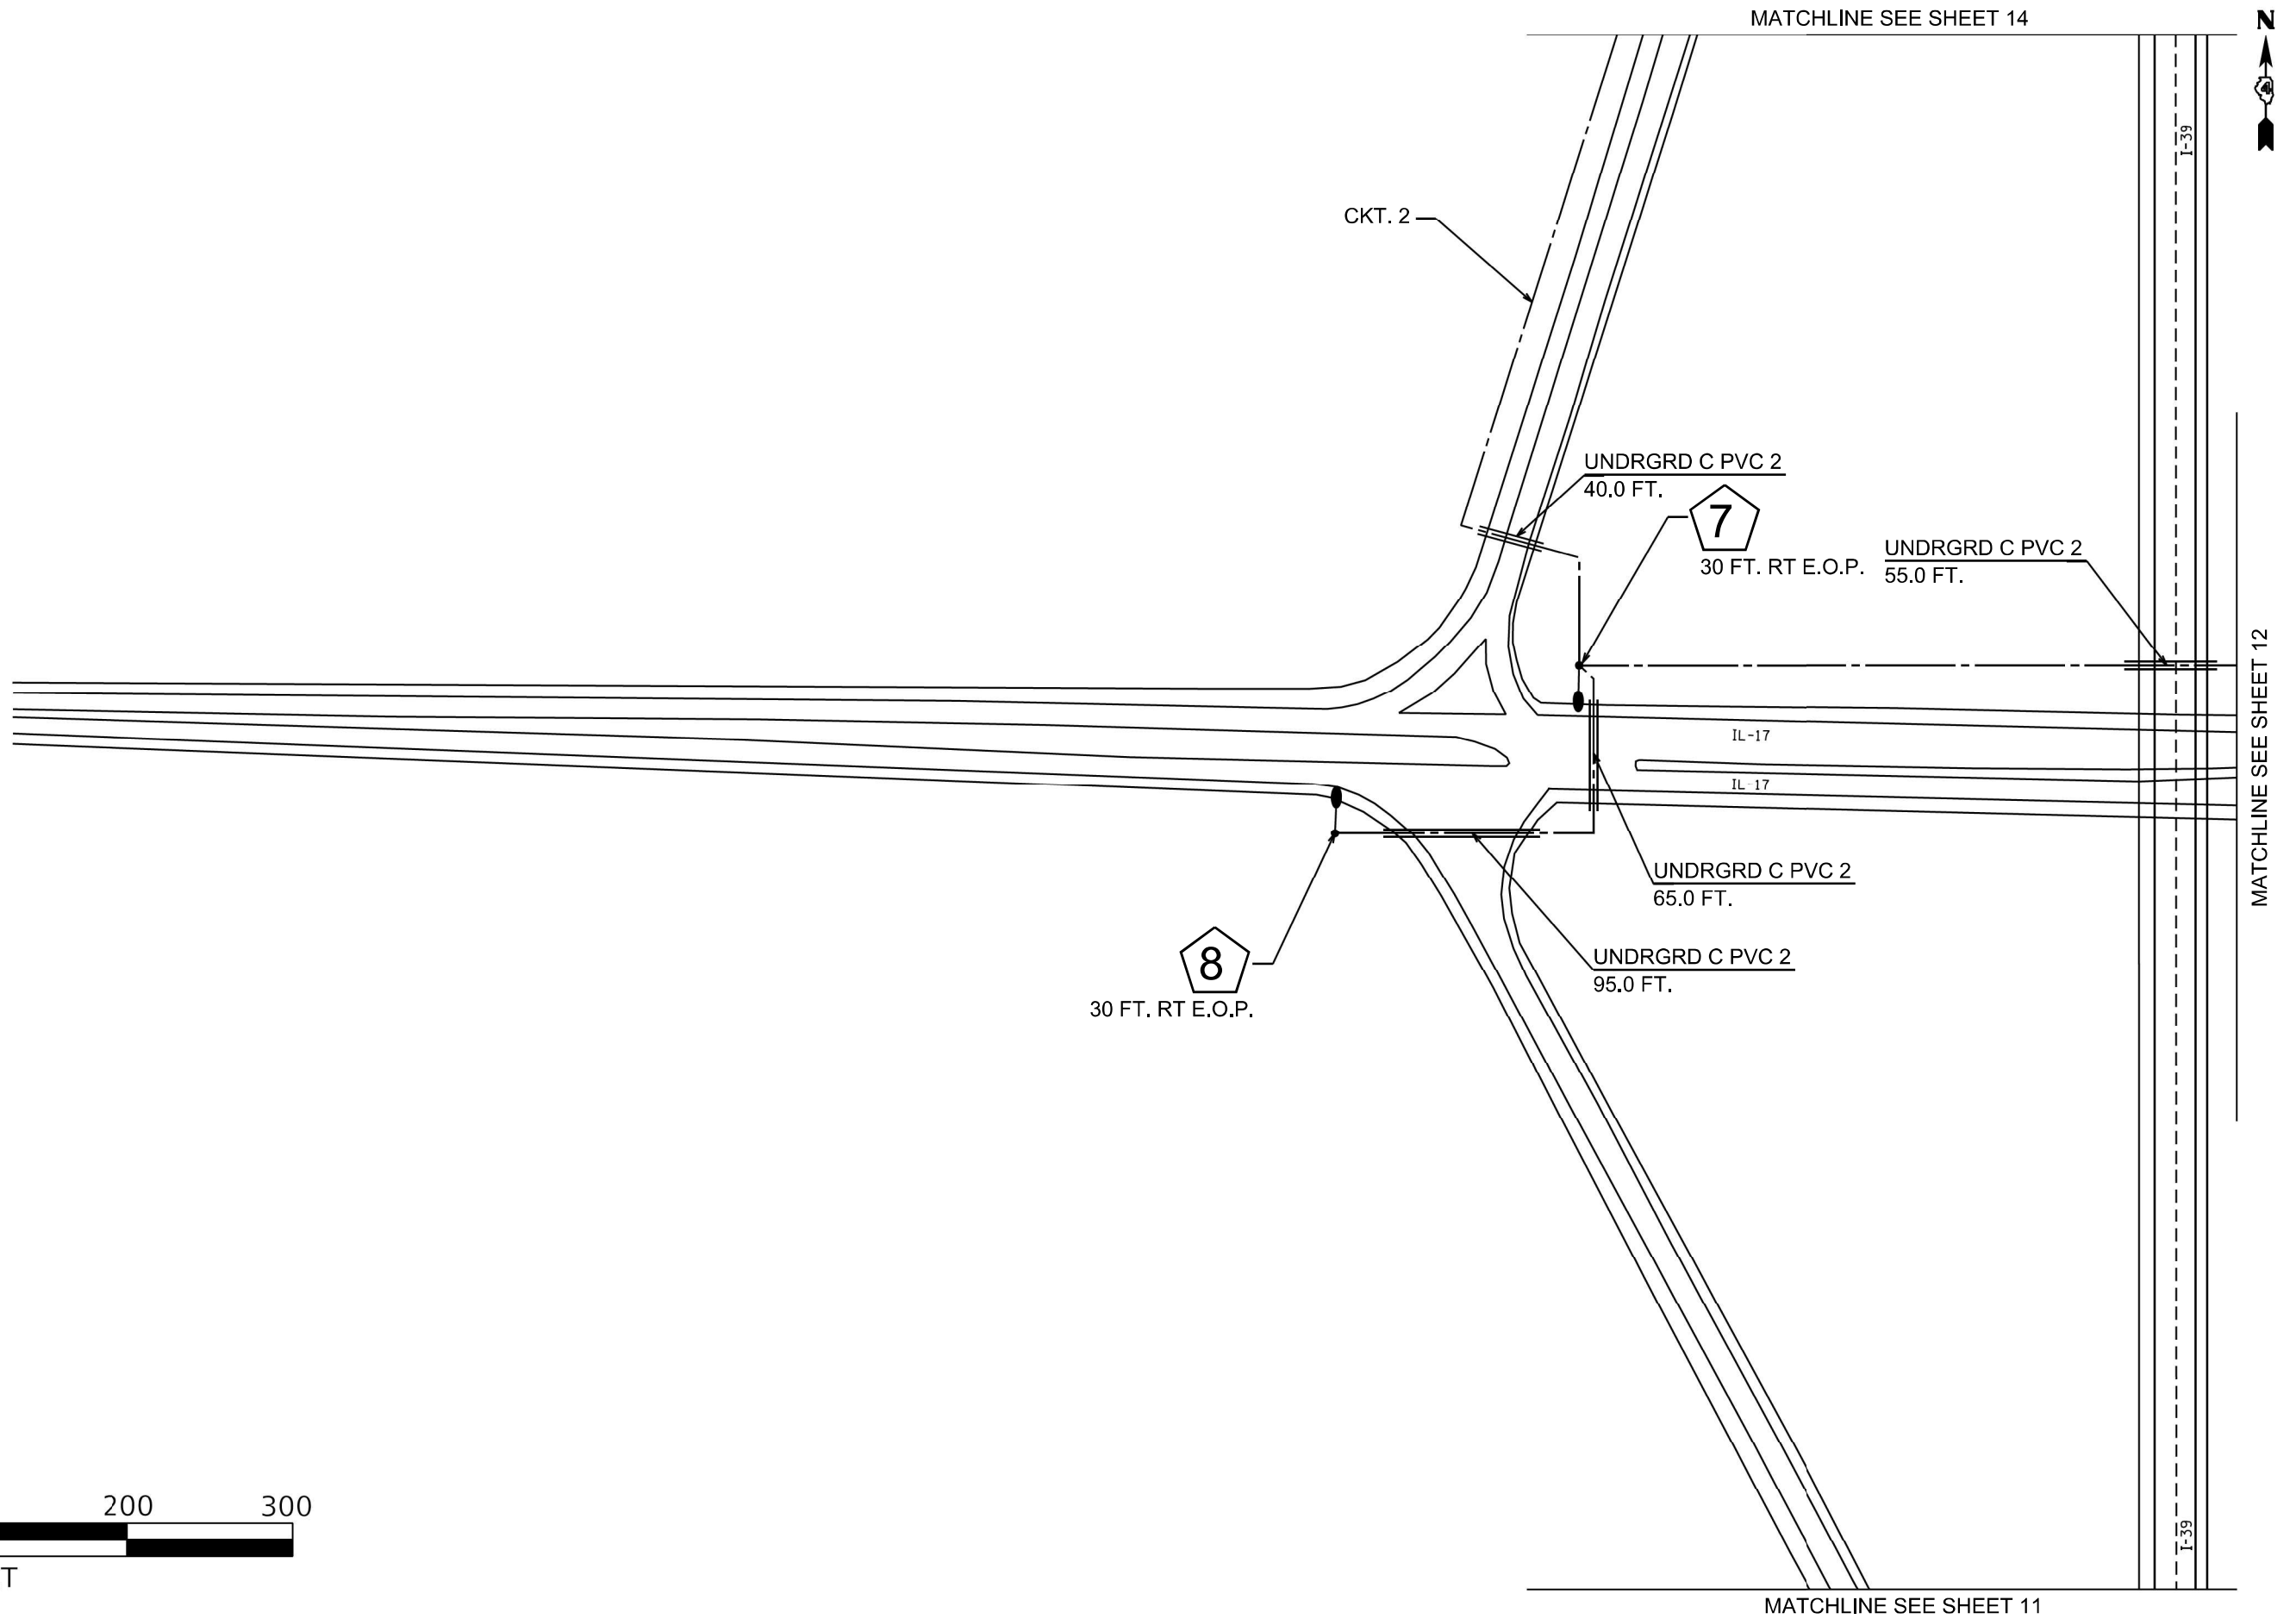 MATCHLINE SEE SHEET 14
N
4
I-39
CKT. 2
UNDRGRD C PVC 2
40.0 FT.
7
30 FT. RT E.O.P.
UNDRGRD C PVC 2
55.0 FT.
MATCHLINE SEE SHEET 12
IL-17
IL-17
UNDRGRD C PVC 2
65.0 FT.
8
30 FT. RT E.O.P.
UNDRGRD C PVC 2
95.0 FT.
200 300
T
I-39
MATCHLINE SEE SHEET 11